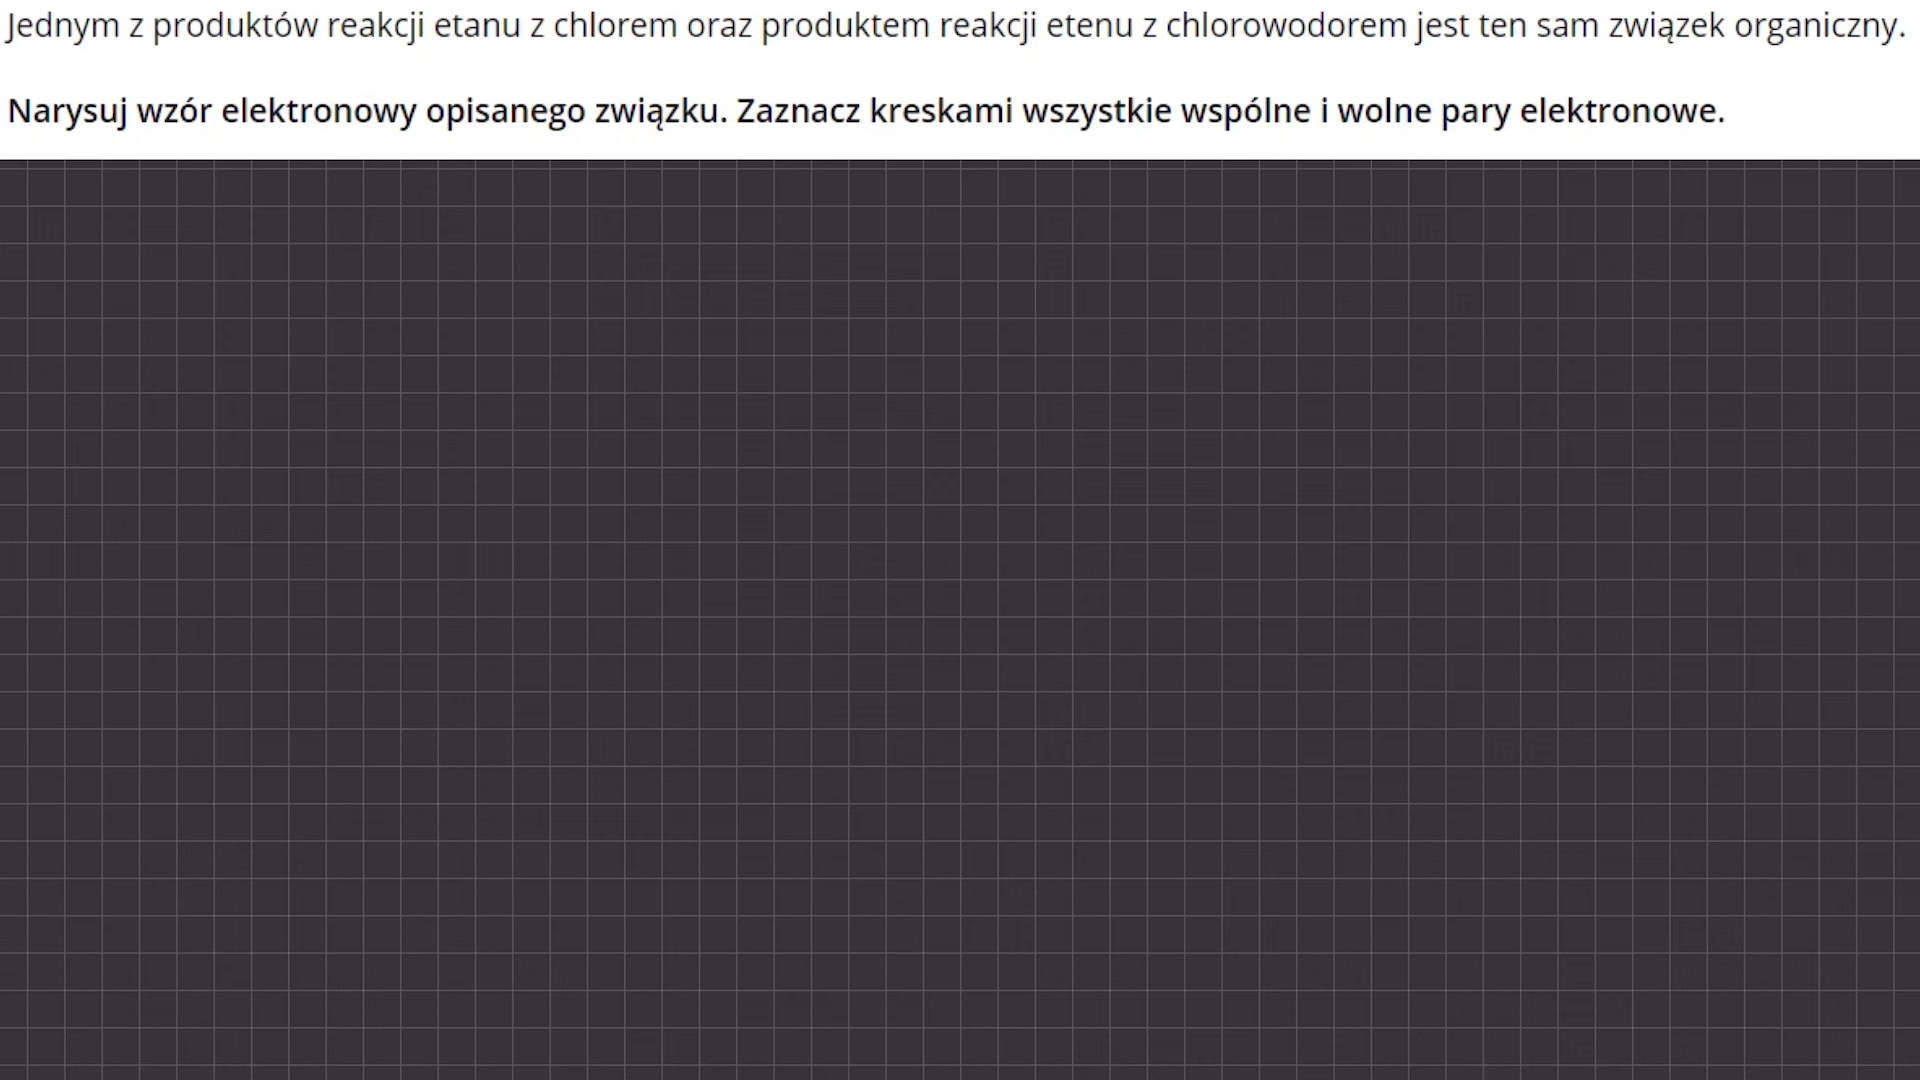 Jednym z produktów reakcji etanu z chlorem oraz produktem reakcji etenu z chlorowodorem jest ten sam związek organiczny.
Narysuj wzór elektronowy opisanego związku. Zaznacz kreskami wszystkie wspólne i wolne pary elektronowe.